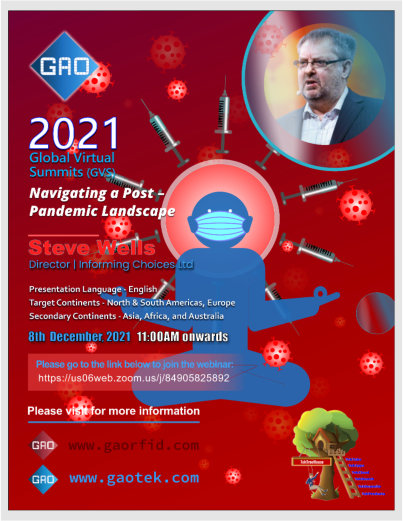 GAO
2021
Global Virtual
Summits (GVS)
Navigating a Post –
Pandemic Landscape
Steve Wells
Director | Informing Choices Ltd
Presentation Language - English
Target Continents - North & South Americas, Europe
Secondary Continents - Asia, Africa, and Australia
8th December, 2021 11:00AM onwards
Please go to the link below to join the webinar:
https://us06web.zoom.us/j/84905825892
Please visit for more information
GAO www.gaorfid.com
GAO www.gaotek.com